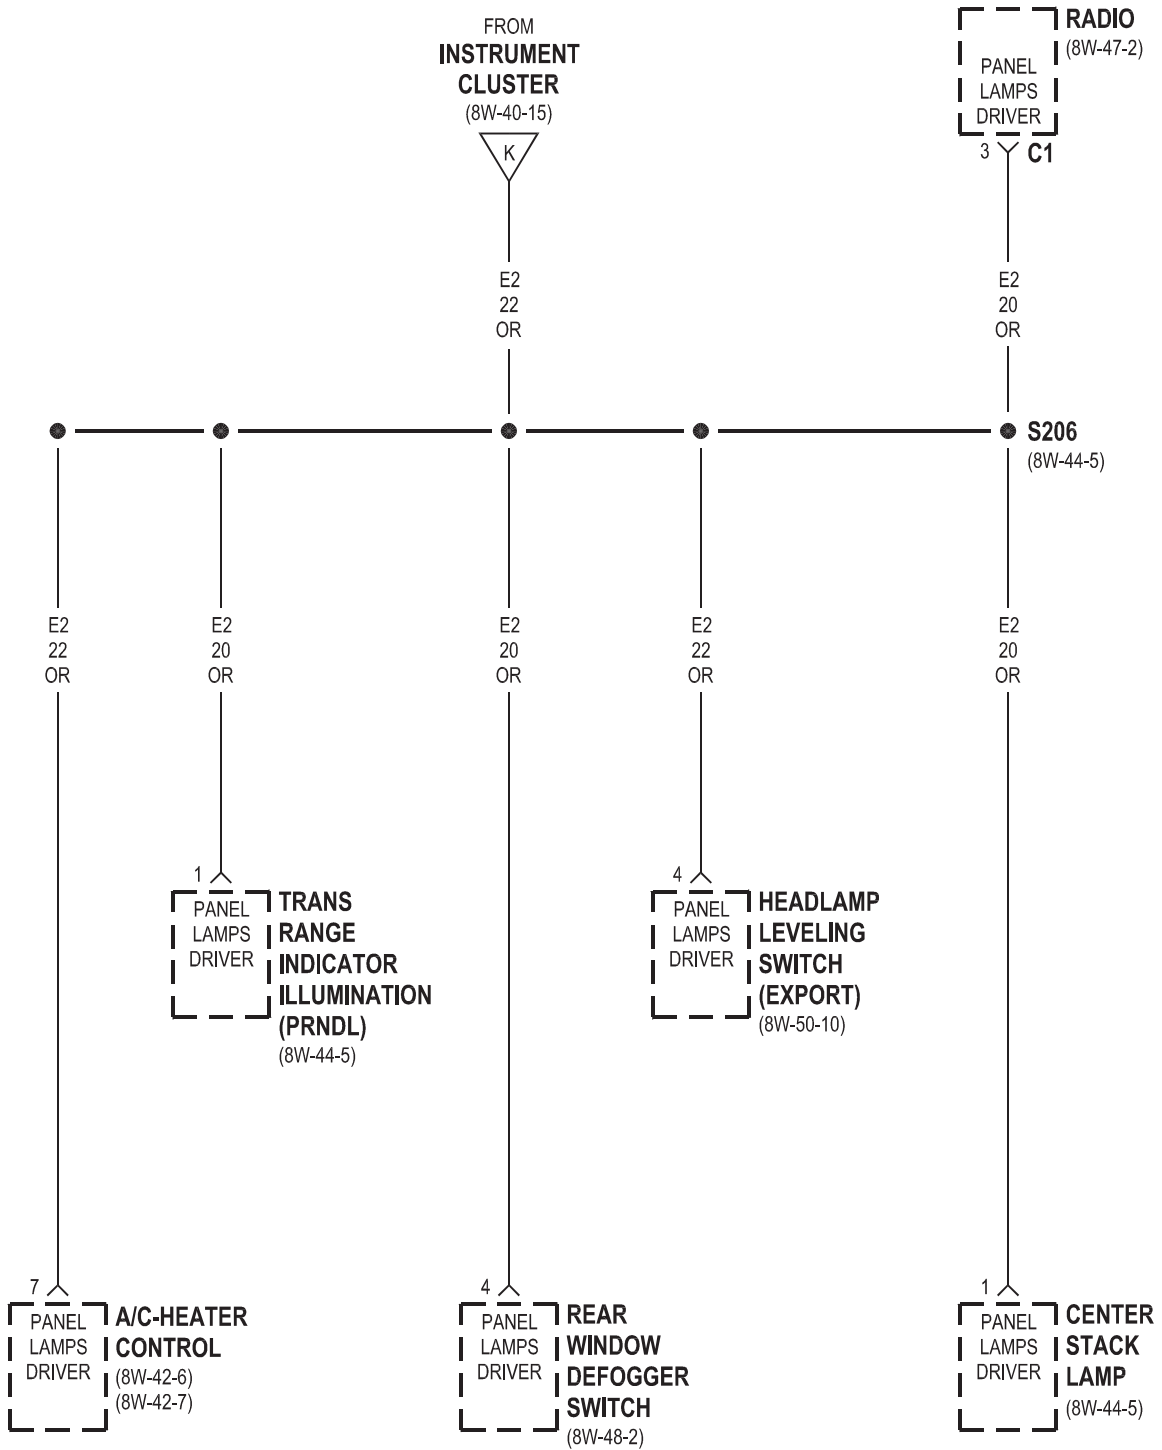 FROM
INSTRUMENT
CLUSTER
(8W-40-15)
K
RADIO
(8W-47-2)
PANEL
LAMPS
DRIVER
3
C1
E2
22
OR
E2
20
OR
S206
(8W-44-5)
E2
22
OR
E2
20
OR
E2
20
OR
E2
22
OR
E2
20
OR
1
PANEL
LAMPS
DRIVER
TRANS
RANGE
INDICATOR
ILLUMINATION
(PRNDL)
(8W-44-5)
4
PANEL
LAMPS
DRIVER
HEADLAMP
LEVELING
SWITCH
(EXPORT)
(8W-50-10)
7
PANEL
LAMPS
DRIVER
A/C-HEATER
CONTROL
(8W-42-6)
(8W-42-7)
4
PANEL
LAMPS
DRIVER
REAR
WINDOW
DEFOGGER
SWITCH
(8W-48-2)
1
PANEL
LAMPS
DRIVER
CENTER
STACK
LAMP
(8W-44-5)